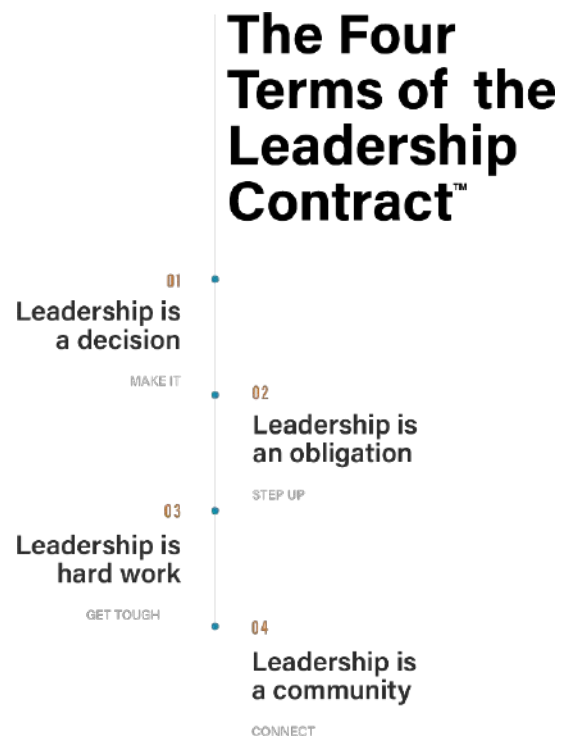 The Four
Terms of the
Leadership
Contract™
01
Leadership is
a decision
MAKE IT
02
Leadership is
an obligation
STEP UP
03
Leadership is
hard work
GET TOUGH
04
Leadership is
a community
CONNECT